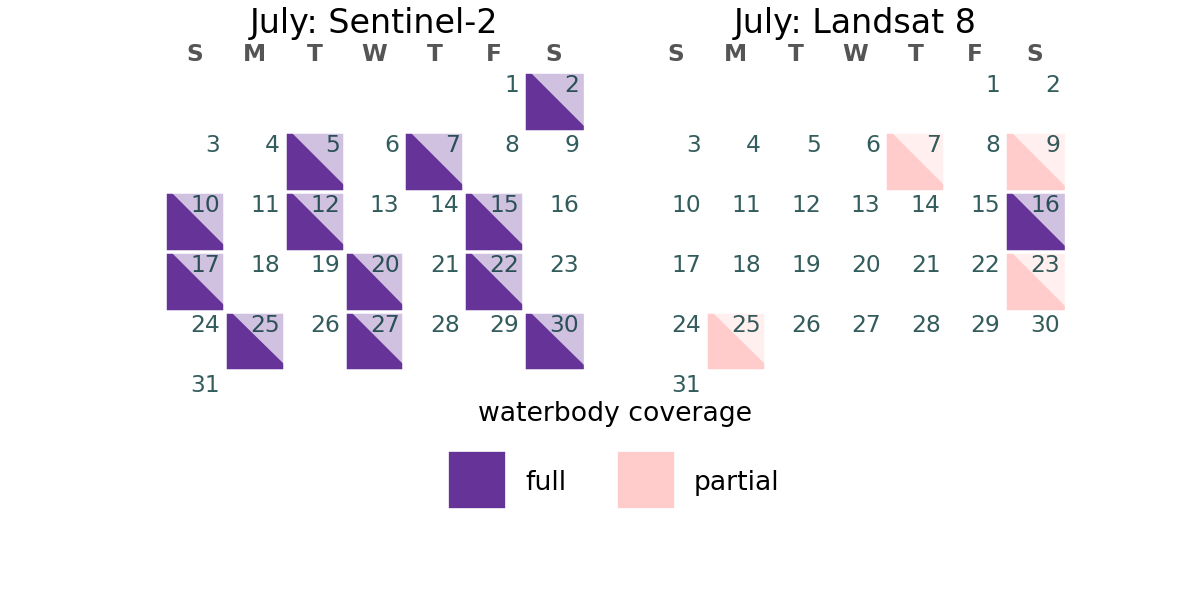 July: Sentinel-2
S M T W T F S
1 2
3 4 5 6 7 8 9
10 11 12 13 14 15 16
17 18 19 20 21 22 23
24 25 26 27 28 29 30
31
July: Landsat 8
S M T W T F S
1 2
3 4 5 6 7 8 9
10 11 12 13 14 15 16
17 18 19 20 21 22 23
24 25 26 27 28 29 30
31
waterbody coverage
full partial